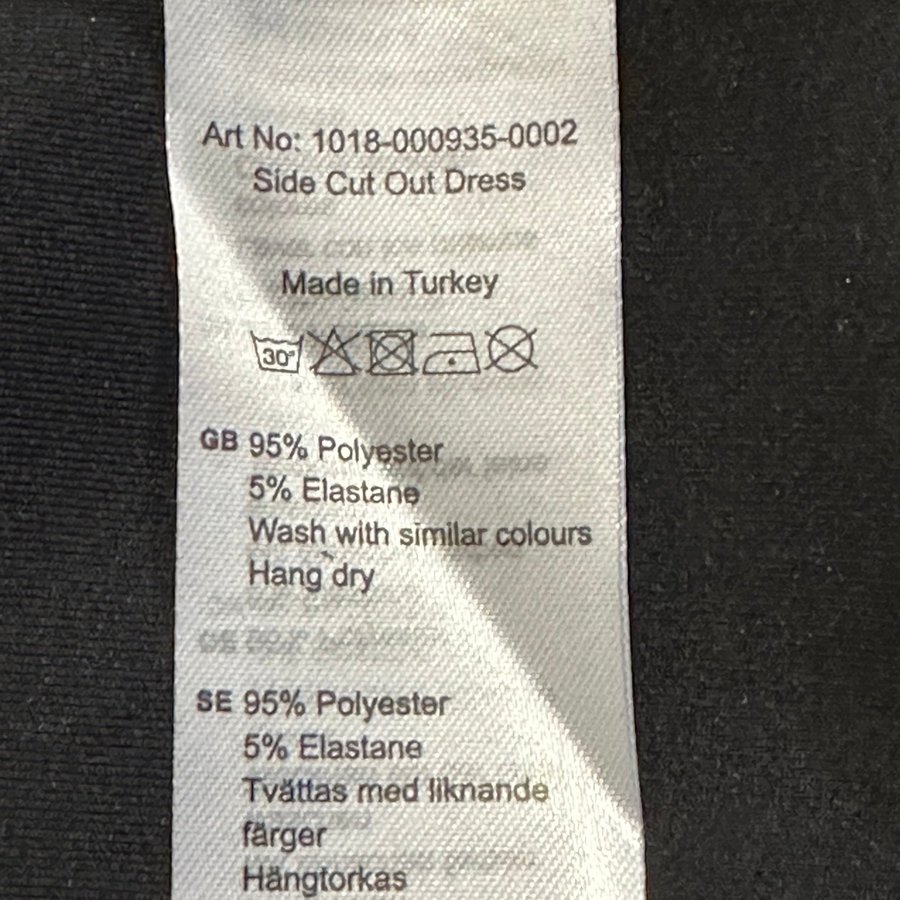 Art No: 1018-000935-0002
Side Cut Out Dress
Made in Turkey
30°
GB 95% Polyester
5% Elastane
Wash with similar colours
Hang dry
SE 95% Polyester
5% Elastane
Tvättas med liknande
färger
Hängtorkas